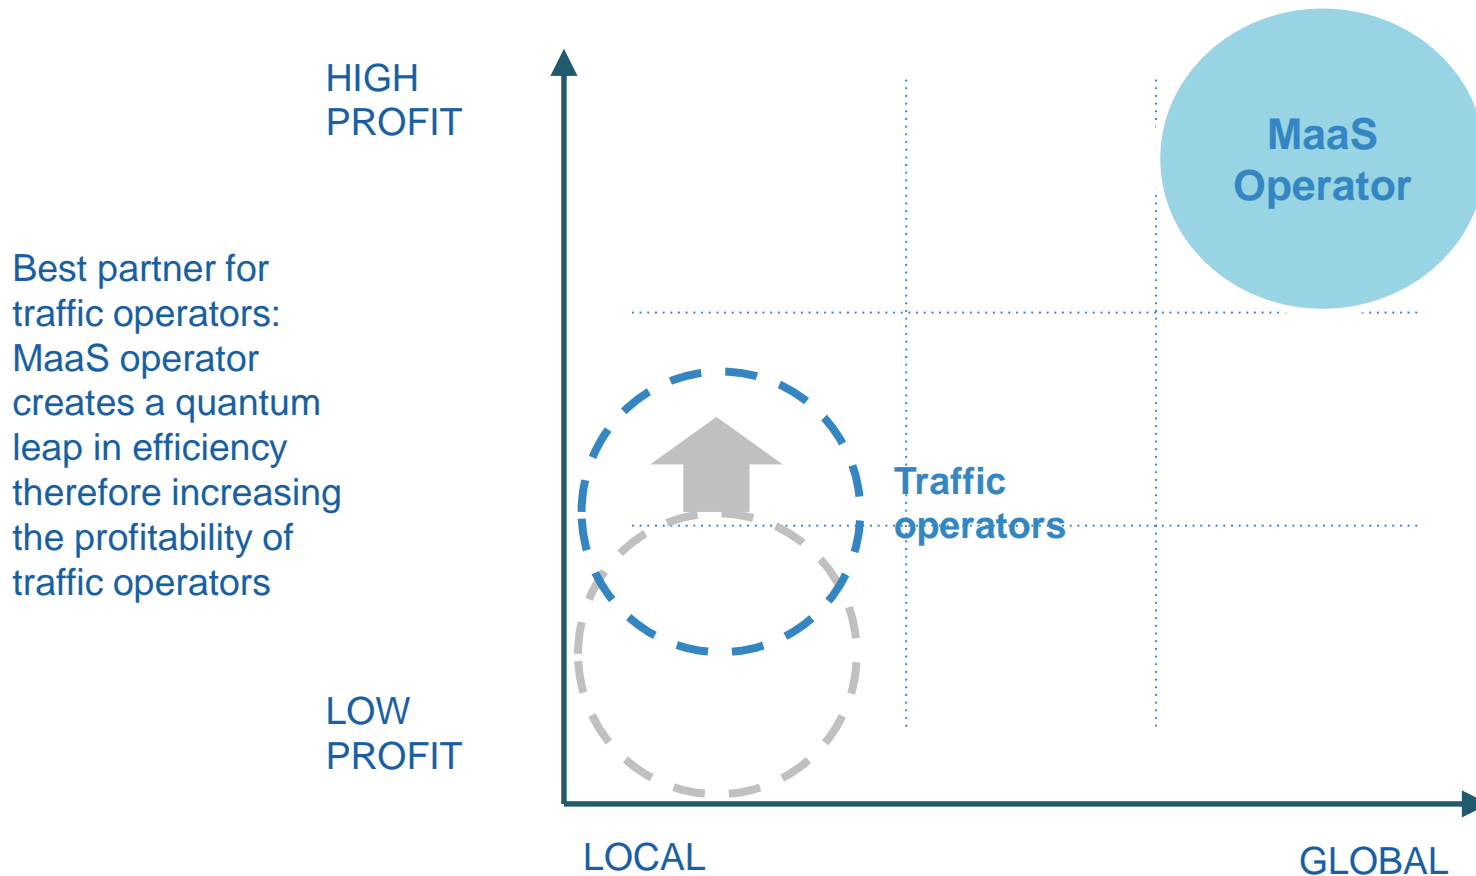 HIGH
PROFIT
MaaS
Operator
Best partner for
traffic operators:
MaaS operator
creates a quantum
leap in efficiency
therefore increasing
the profitability of
traffic operators
Traffic
operators
LOW
PROFIT
LOCAL
GLOBAL